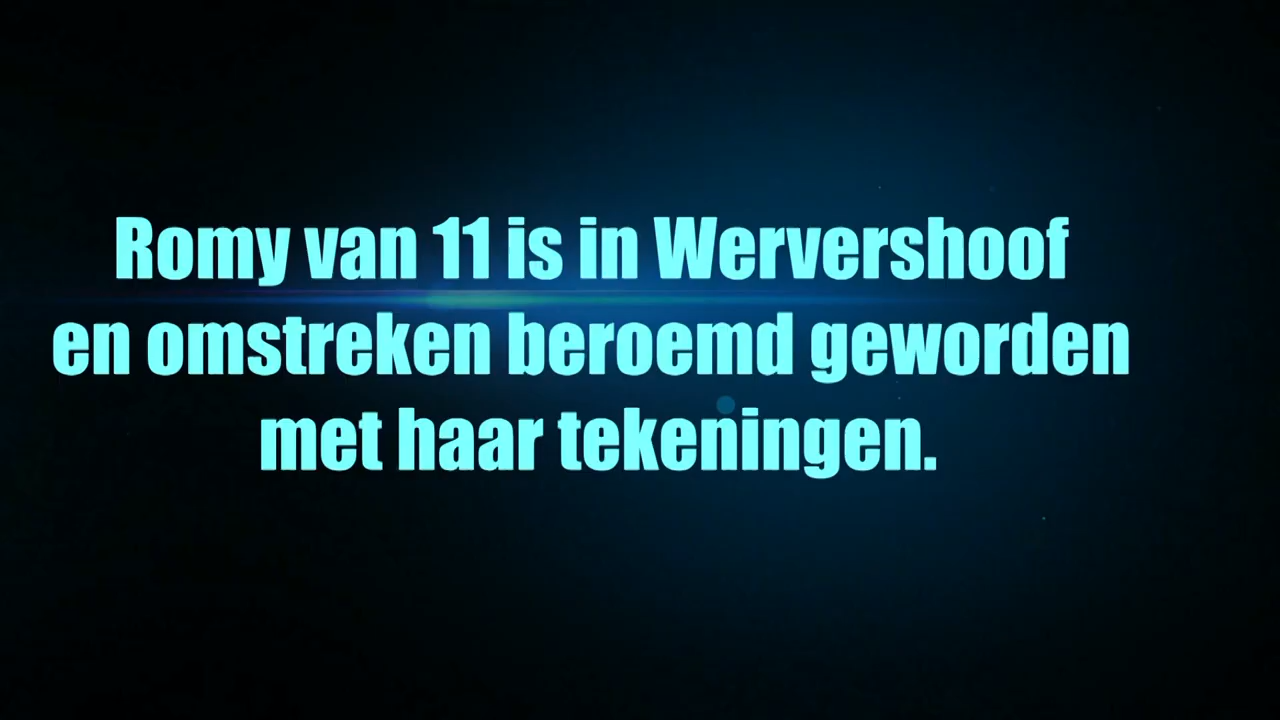 Romy van 11 is in Wervershoof
en omstreken beroemd geworden
met haar tekeningen.